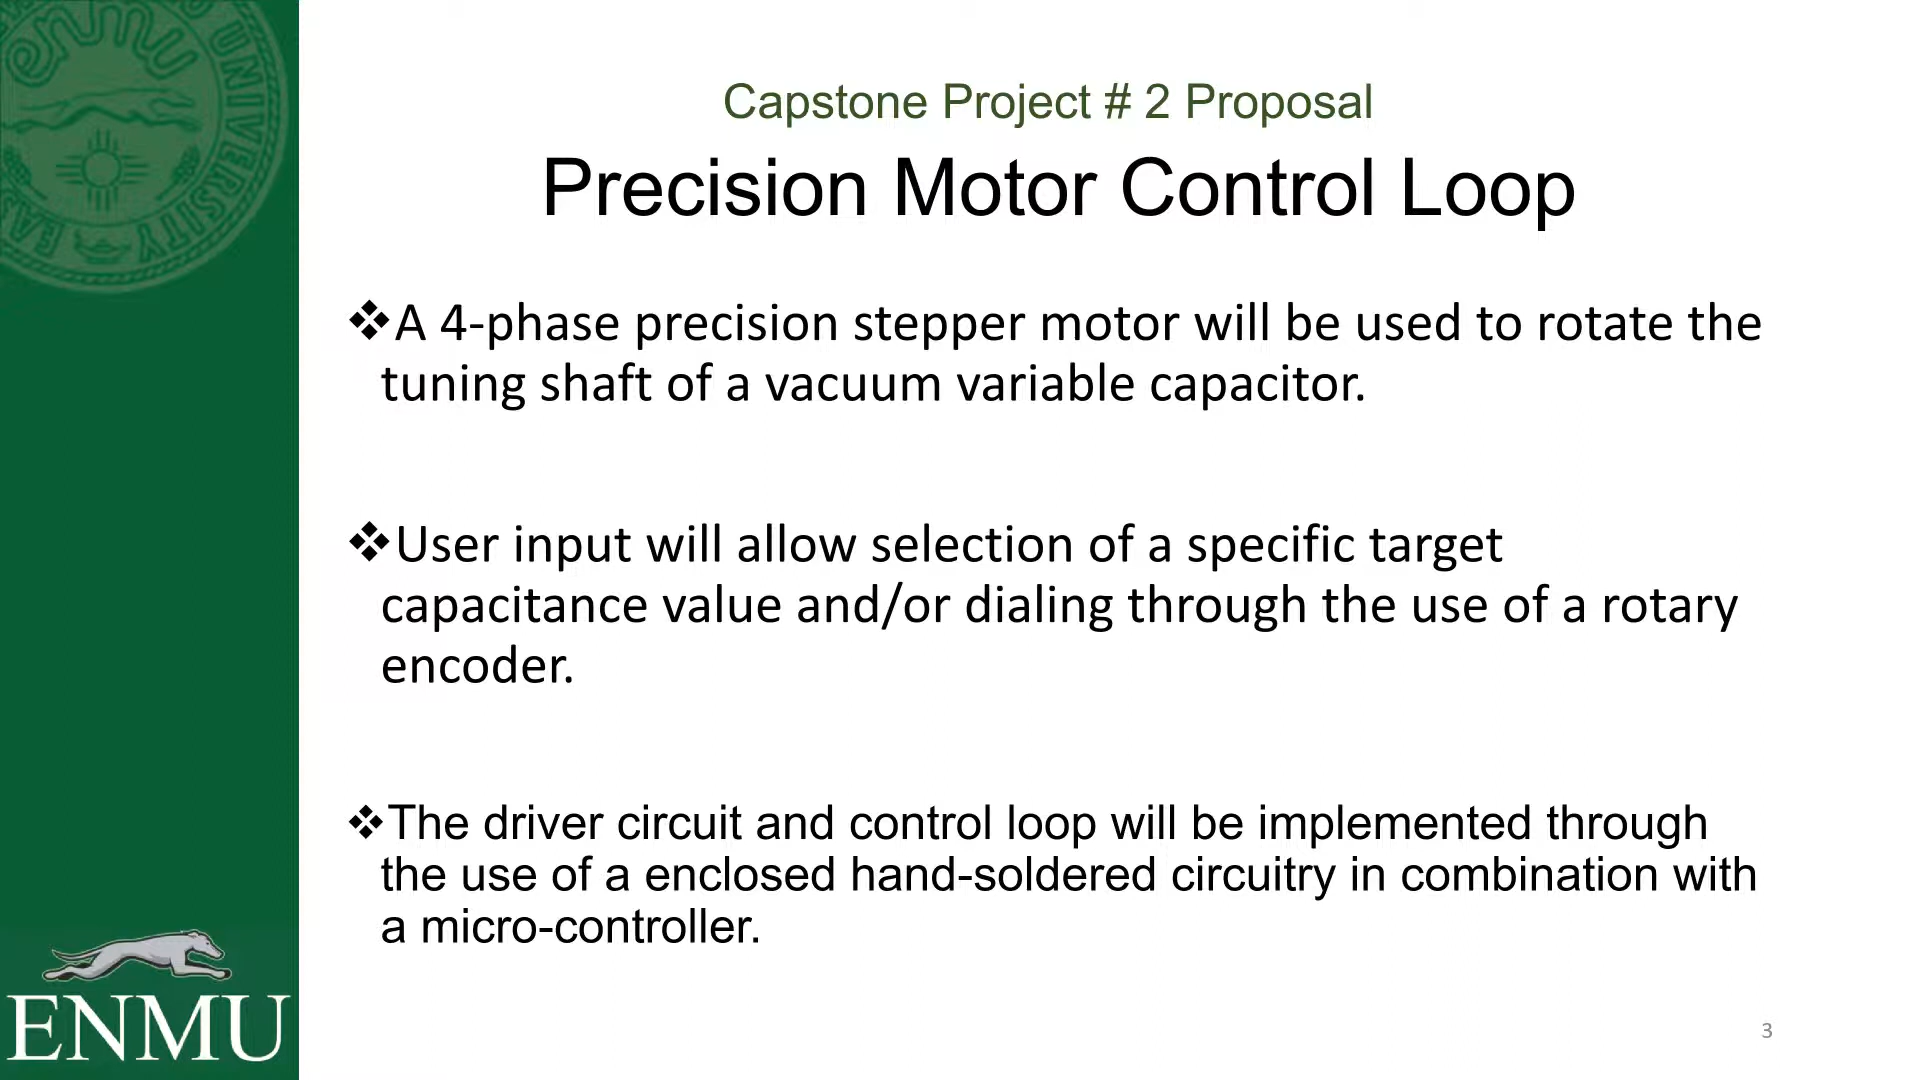 Capstone Project # 2 Proposal
Precision Motor Control Loop
❖A 4-phase precision stepper motor will be used to rotate the
tuning shaft of a vacuum variable capacitor.
❖User input will allow selection of a specific target
capacitance value and/or dialing through the use of a rotary
encoder.
❖The driver circuit and control loop will be implemented through
the use of a enclosed hand-soldered circuitry in combination with
a micro-controller.
UNIVERSITY
ENMU
3